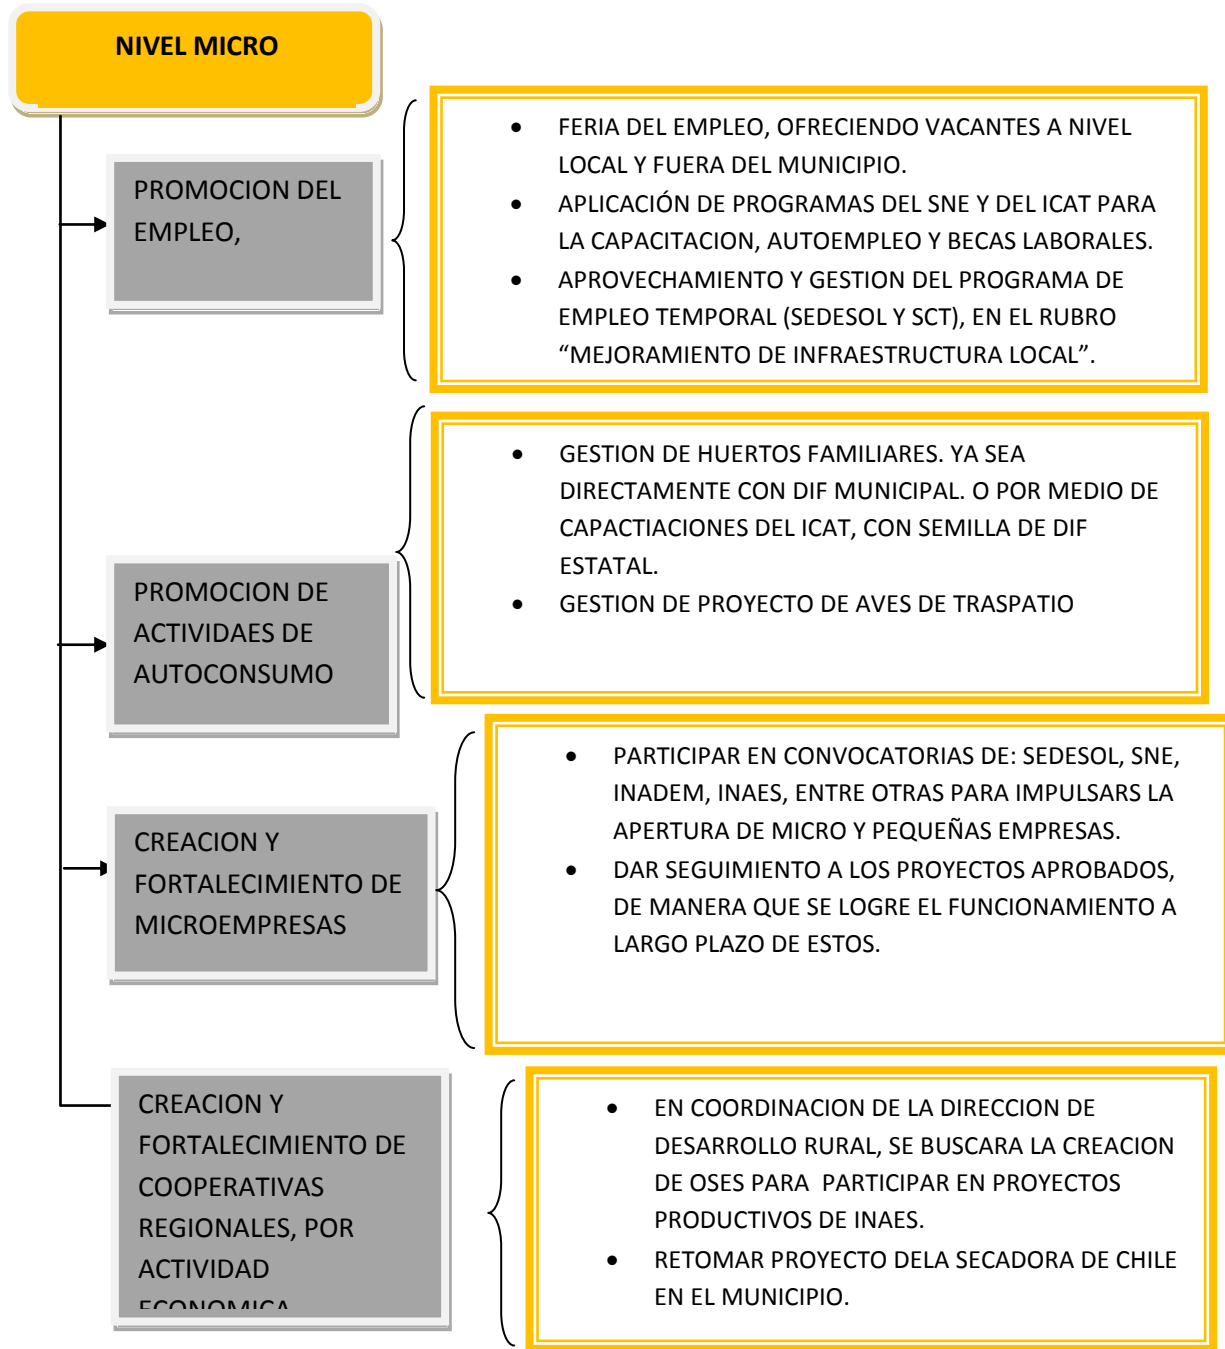 NIVEL MICRO
PROMOCION DEL
EMPLEO,
• FERIA DEL EMPLEO, OFRECIENDO VACANTES A NIVEL
LOCAL Y FUERA DEL MUNICIPIO.
• APLICACIÓN DE PROGRAMAS DEL SNE Y DEL ICAT PARA
LA CAPACITACION, AUTOEMPLEO Y BECAS LABORALES.
• APROVECHAMIENTO Y GESTION DEL PROGRAMA DE
EMPLEO TEMPORAL (SEDESOL Y SCT), EN EL RUBRO
“MEJORAMIENTO DE INFRAESTRUCTURA LOCAL”.
PROMOCION DE
ACTIVIDAES DE
AUTOCONSUMO
• GESTION DE HUERTOS FAMILIARES. YA SEA
DIRECTAMENTE CON DIF MUNICIPAL. O POR MEDIO DE
CAPACTIACIONES DEL ICAT, CON SEMILLA DE DIF
ESTATAL.
• GESTION DE PROYECTO DE AVES DE TRASPATIO
CREACION Y
FORTALECIMIENTO DE
MICROEMPRESAS
• PARTICIPAR EN CONVOCATORIAS DE: SEDESOL, SNE,
INADEM, INAES, ENTRE OTRAS PARA IMPULSARS LA
APERTURA DE MICRO Y PEQUEÑAS EMPRESAS.
• DAR SEGUIMIENTO A LOS PROYECTOS APROBADOS,
DE MANERA QUE SE LOGRE EL FUNCIONAMIENTO A
LARGO PLAZO DE ESTOS.
CREACION Y
FORTALECIMIENTO DE
COOPERATIVAS
REGIONALES, POR
ACTIVIDAD
ECONOMICA
• EN COORDINACION DE LA DIRECCION DE
DESARROLLO RURAL, SE BUSCARA LA CREACION
DE OSES PARA  PARTICIPAR EN PROYECTOS
PRODUCTIVOS DE INAES.
• RETOMAR PROYECTO DELA SECADORA DE CHILE
EN EL MUNICIPIO.